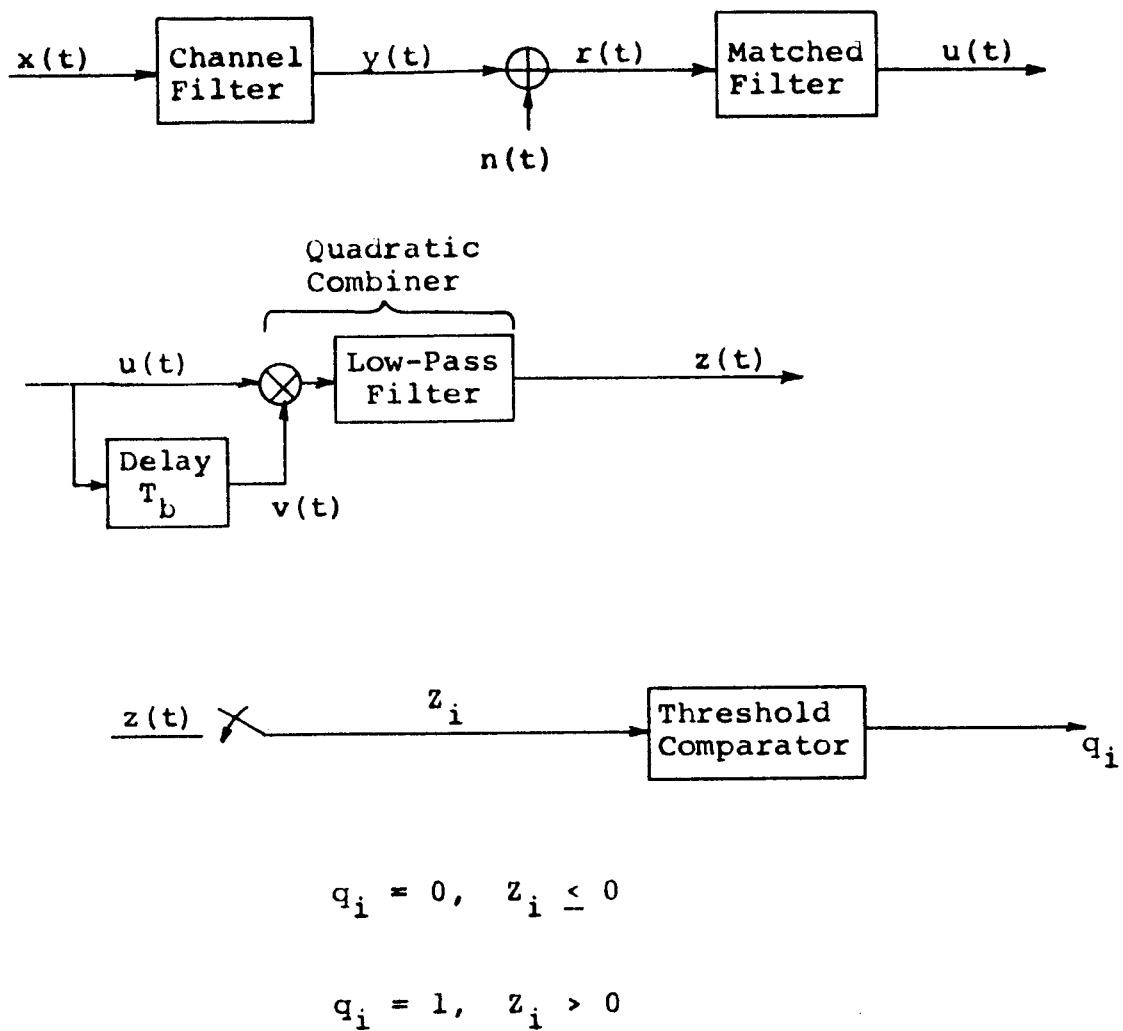 x(t)
Channel
Filter
y(t)
r(t)
Matched
Filter
u(t)
n(t)
Quadratic
Combiner
u(t)
Low-Pass
Filter
z(t)
Delay
T_b
v(t)
z(t)
Z_i
Threshold
Comparator
q_i
q_i = 0, Z_i ≤ 0
q_i = 1, Z_i > 0